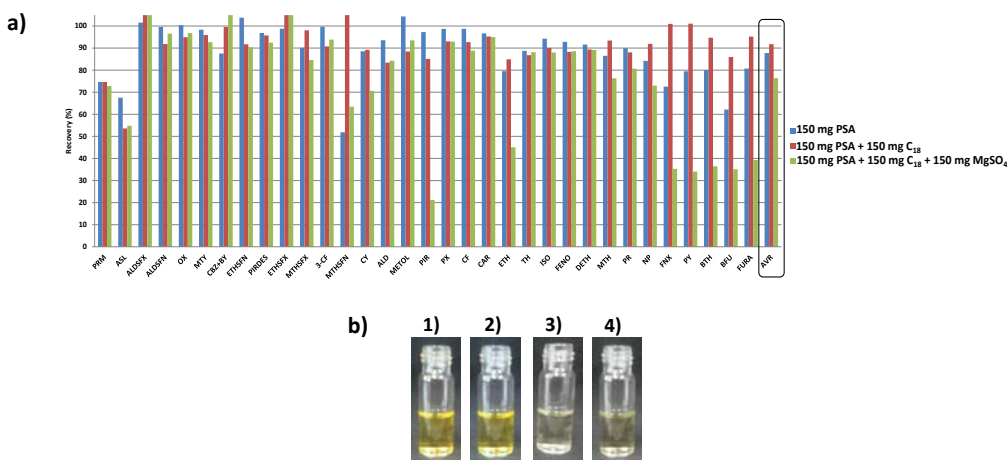 a)
100
90
80
70
60
50
40
30
20
10
0
Recovery (%)
PRM ASL ALDSFX ALDSFN OX MTY CBZ+BY ETHSFN PIRDES ETHSFX MTHSFX 3-CF MTHSFN CY ALD METOL PIR PX CF CAR ETH TH ISO FENO DETH MTH PR NP FNX PY BTH BFU FURA AVR
150 mg PSA
150 mg PSA + 150 mg C₁₈
150 mg PSA + 150 mg C₁₈ + 150 mg MgSO₄
b) 1) 2) 3) 4)